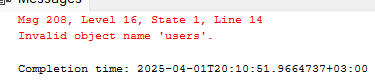 Messages
Msg 208, Level 16, State 1, Line 14
Invalid object name 'users'.
Completion time: 2025-04-01T20:10:51.9664737+03:00